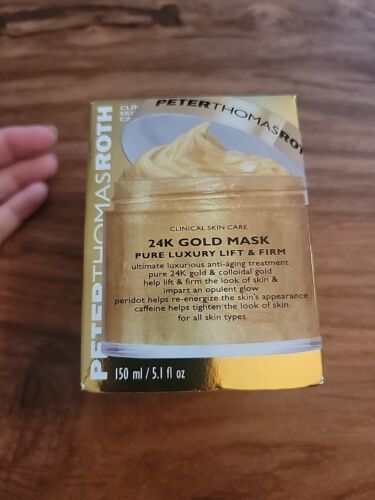 PETER THOMAS ROTH
CLIN
SKI
CA
PETER THOMAS ROTH
CLINICAL SKIN CARE
24K GOLD MASK
PURE LUXURY LIFT & FIRM
ultimate luxurious anti-aging treatment
pure 24K gold & colloidal gold
help lift & firm the look of skin &
impart an opulent glow
peridot helps re-energize the skin's appearance
caffeine helps tighten the look of skin
for all skin types
150 ml / 5.1 fl oz